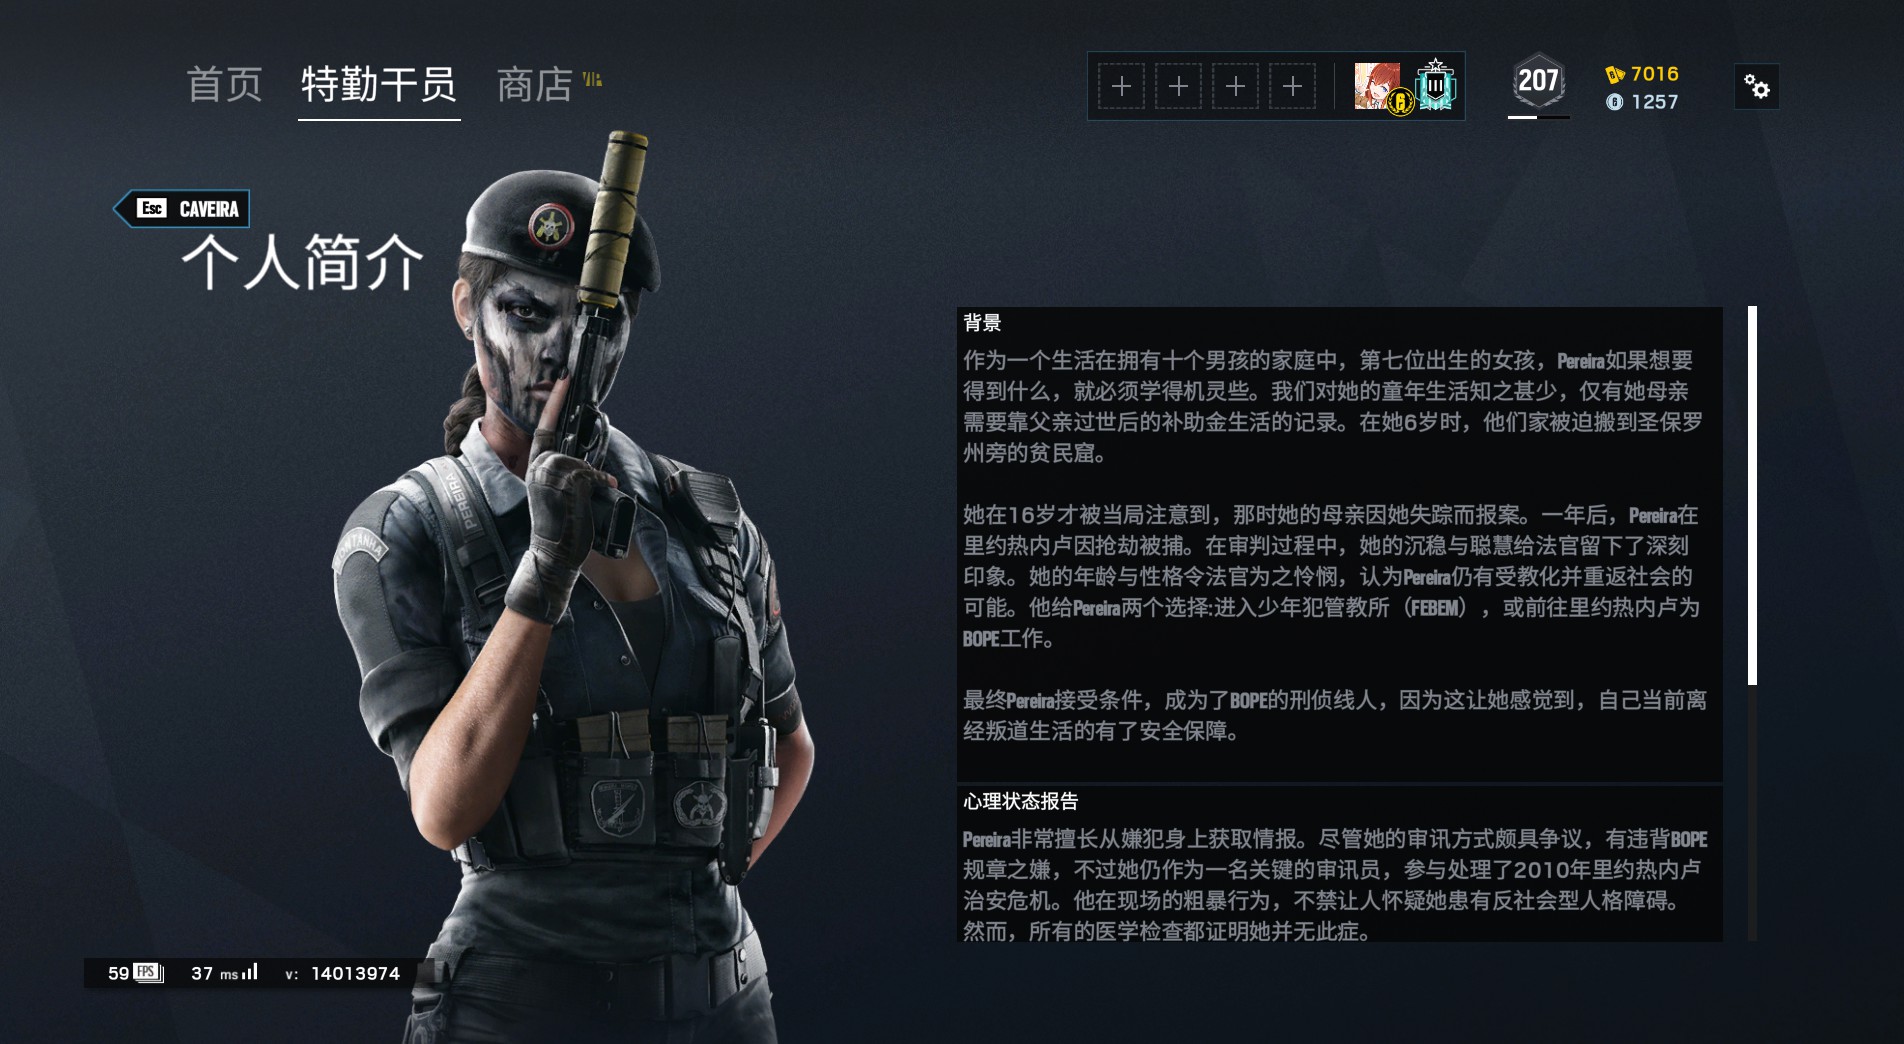 首页 特勤干员 商店
207
7016
1257
Esc CAVEIRA
个人简介
PEREIRA
背景
作为一个生活在拥有十个男孩的家庭中，第七位出生的女孩，Pereira如果想要
得到什么，就必须学得机灵些。我们对她的童年生活知之甚少，仅有她母亲
需要靠父亲过世后的补助金生活的记录。在她6岁时，他们家被迫搬到圣保罗
州旁的贫民窟。
她在16岁才被当局注意到，那时她的母亲因她失踪而报案。一年后，Pereira在
里约热内卢因抢劫被捕。在审判过程中，她的沉稳与聪慧给法官留下了深刻
印象。她的年龄与性格令法官为之怜悯，认为Pereira仍有受教化并重返社会的
可能。他给Pereira两个选择:进入少年犯管教所（FEBEM），或前往里约热内卢为
BOPE工作。
最终Pereira接受条件，成为了BOPE的刑侦线人，因为这让她感觉到，自己当前离
经叛道生活的有了安全保障。
心理状态报告
Pereira非常擅长从嫌犯身上获取情报。尽管她的审讯方式颇具争议，有违背BOPE
规章之嫌，不过她仍作为一名关键的审讯员，参与处理了2010年里约热内卢
治安危机。他在现场的粗暴行为，不禁让人怀疑她患有反社会型人格障碍。
然而，所有的医学检查都证明她并无此症。
59 FPS 37 ms v: 14013974